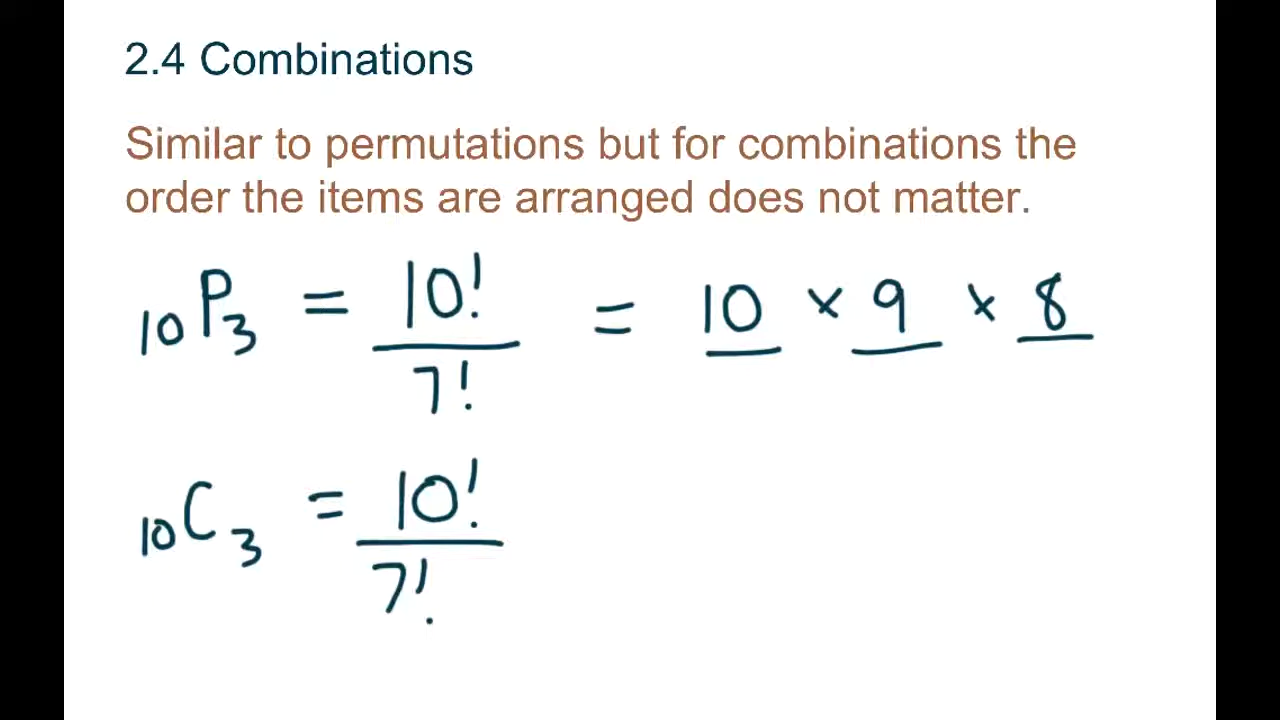 2.4 Combinations
Similar to permutations but for combinations the
order the items are arranged does not matter.
₁₀P₃ = 10!/7! = 10 × 9 × 8
₁₀C₃ = 10!/7!